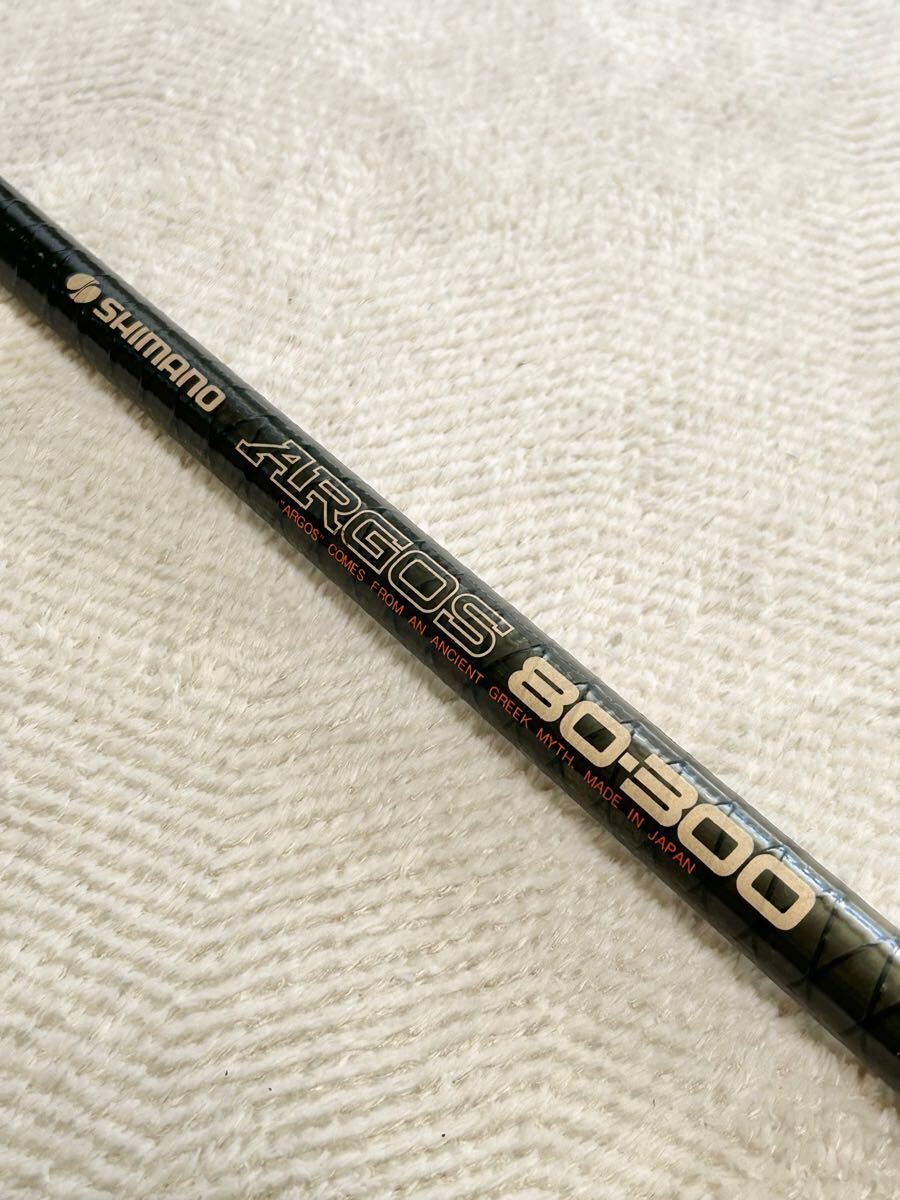 SHIMANO
ARGOS 80-300
"ARGOS" COMES FROM AN ANCIENT GREEK MYTH. MADE IN JAPAN